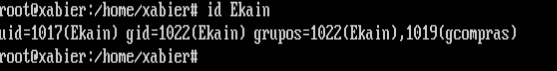 root@xabier:/home/xabier# id Ekain
uid=1017(Ekain) gid=1022(Ekain) grupos=1022(Ekain),1019(gcompras)
root@xabier:/home/xabier#